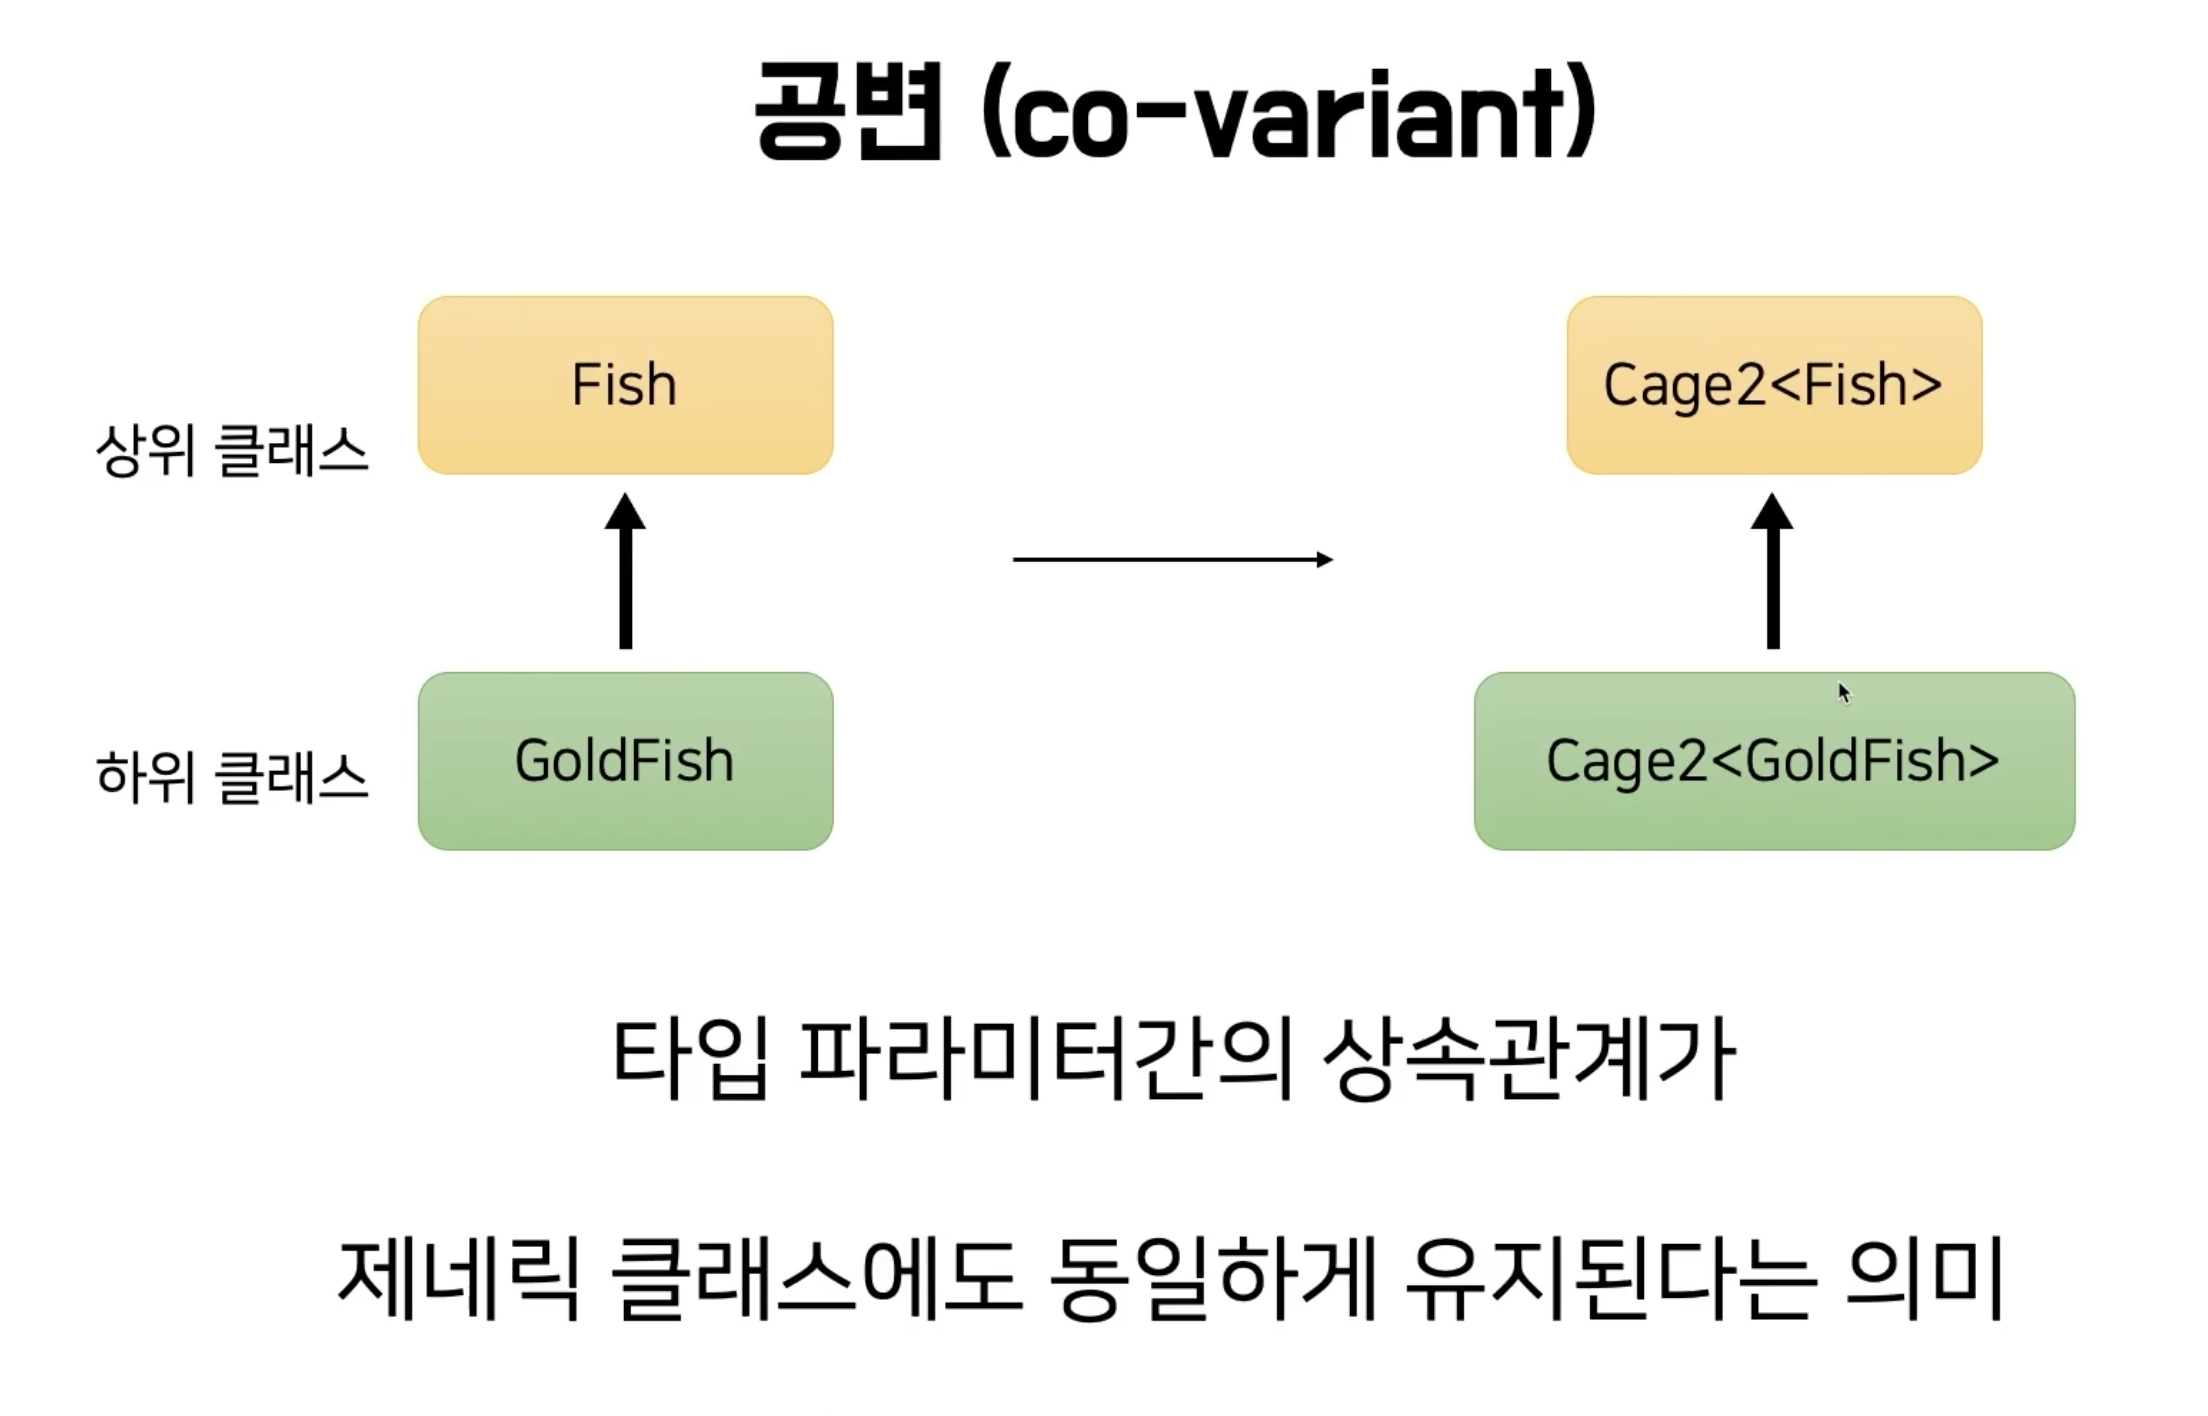 공변 (co-variant)
Fish
Cage2<Fish>
상위 클래스
GoldFish
Cage2<GoldFish>
하위 클래스
타입 파라미터간의 상속관계가
제네릭 클래스에도 동일하게 유지된다는 의미